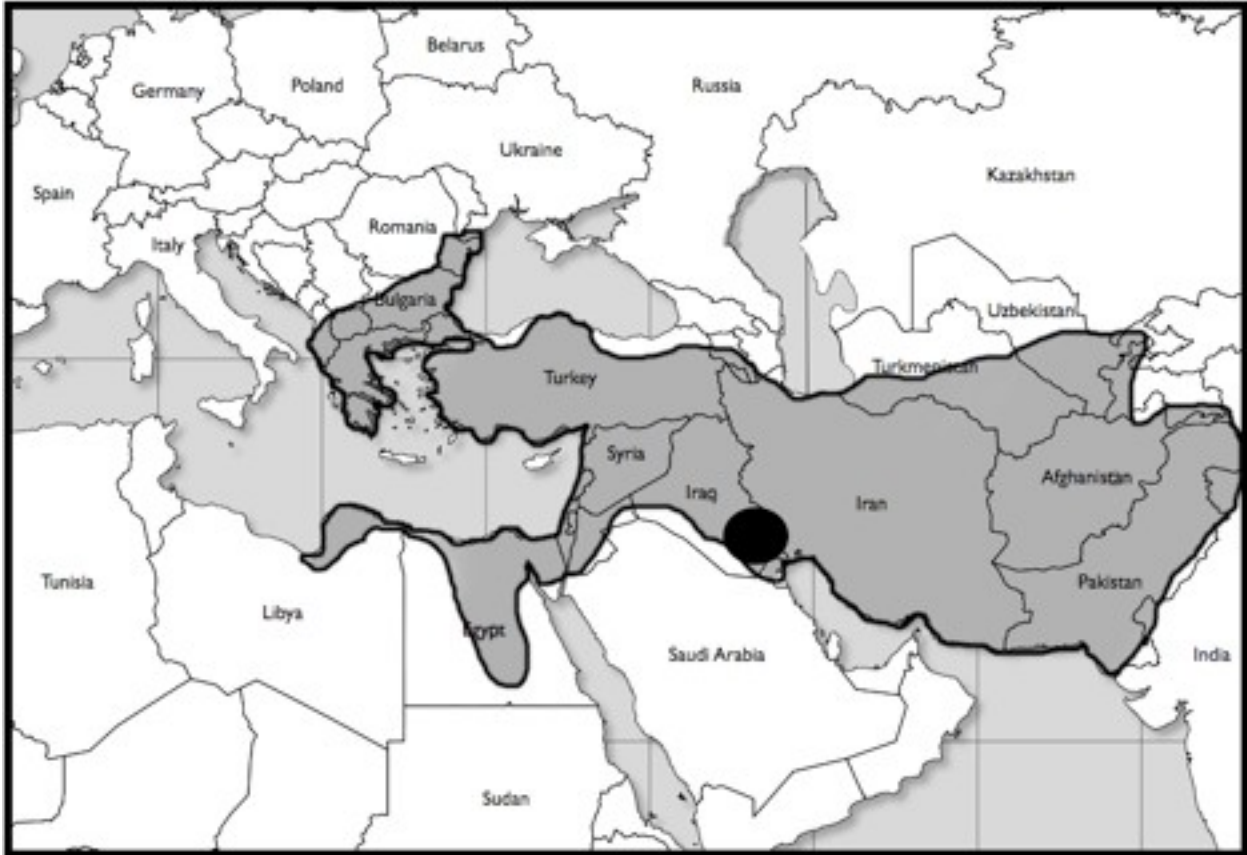 Belarus
Germany
Poland
Russia
Ukraine
Kazakhstan
Spain
Romania
Italy
Bulgaria
Uzbekistan
Turkmenistan
Turkey
Syria
Afghanistan
Iraq
Iran
Tunisia
Pakistan
Libya
Egypt
Saudi Arabia
India
Sudan